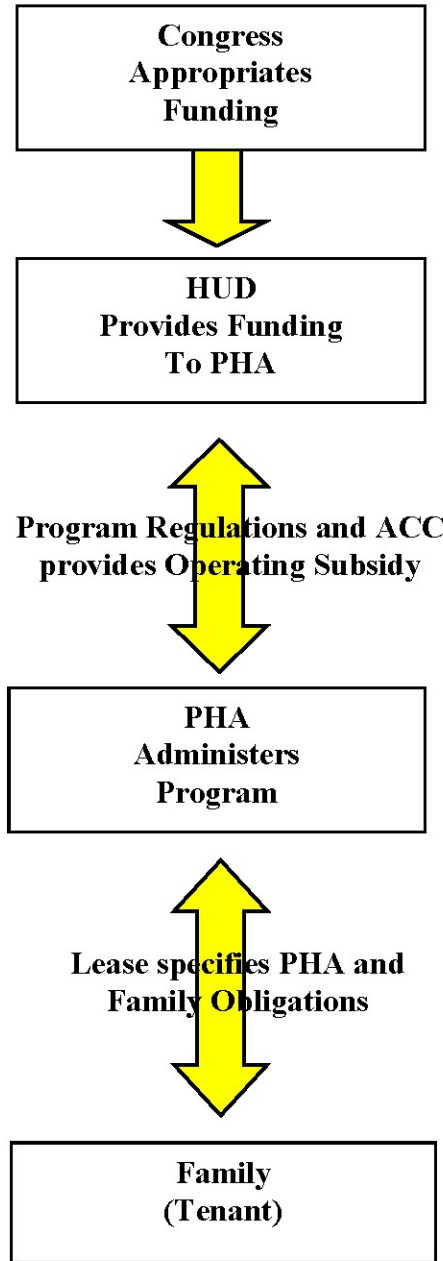 Congress
Appropriates
Funding
HUD
Provides Funding
To PHA
Program Regulations and ACC
provides Operating Subsidy
PHA
Administers
Program
Lease specifies PHA and
Family Obligations
Family
(Tenant)